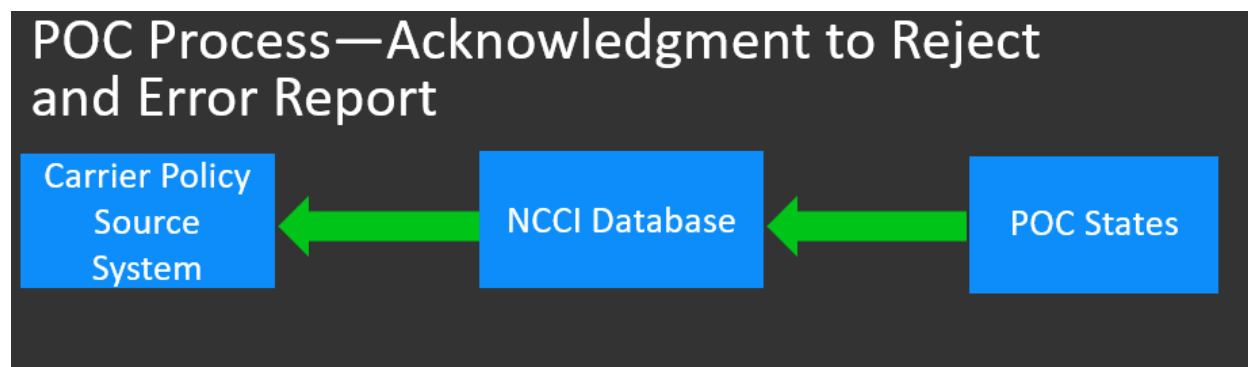 POC Process—Acknowledgment to Reject
and Error Report
Carrier Policy
Source
System
NCCI Database
POC States